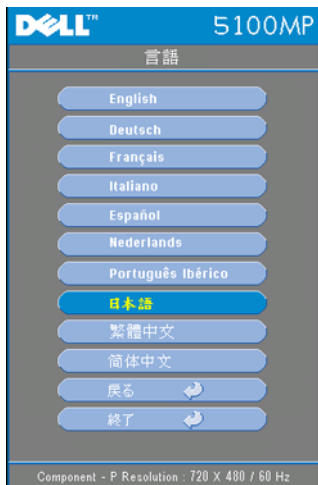 DELL™ 5100MP
言語
English
Deutsch
Français
Italiano
Español
Nederlands
Português Ibérico
日本語
繁體中文
简体中文
戻る
終了
Component - P Resolution : 720 X 480 / 60 Hz